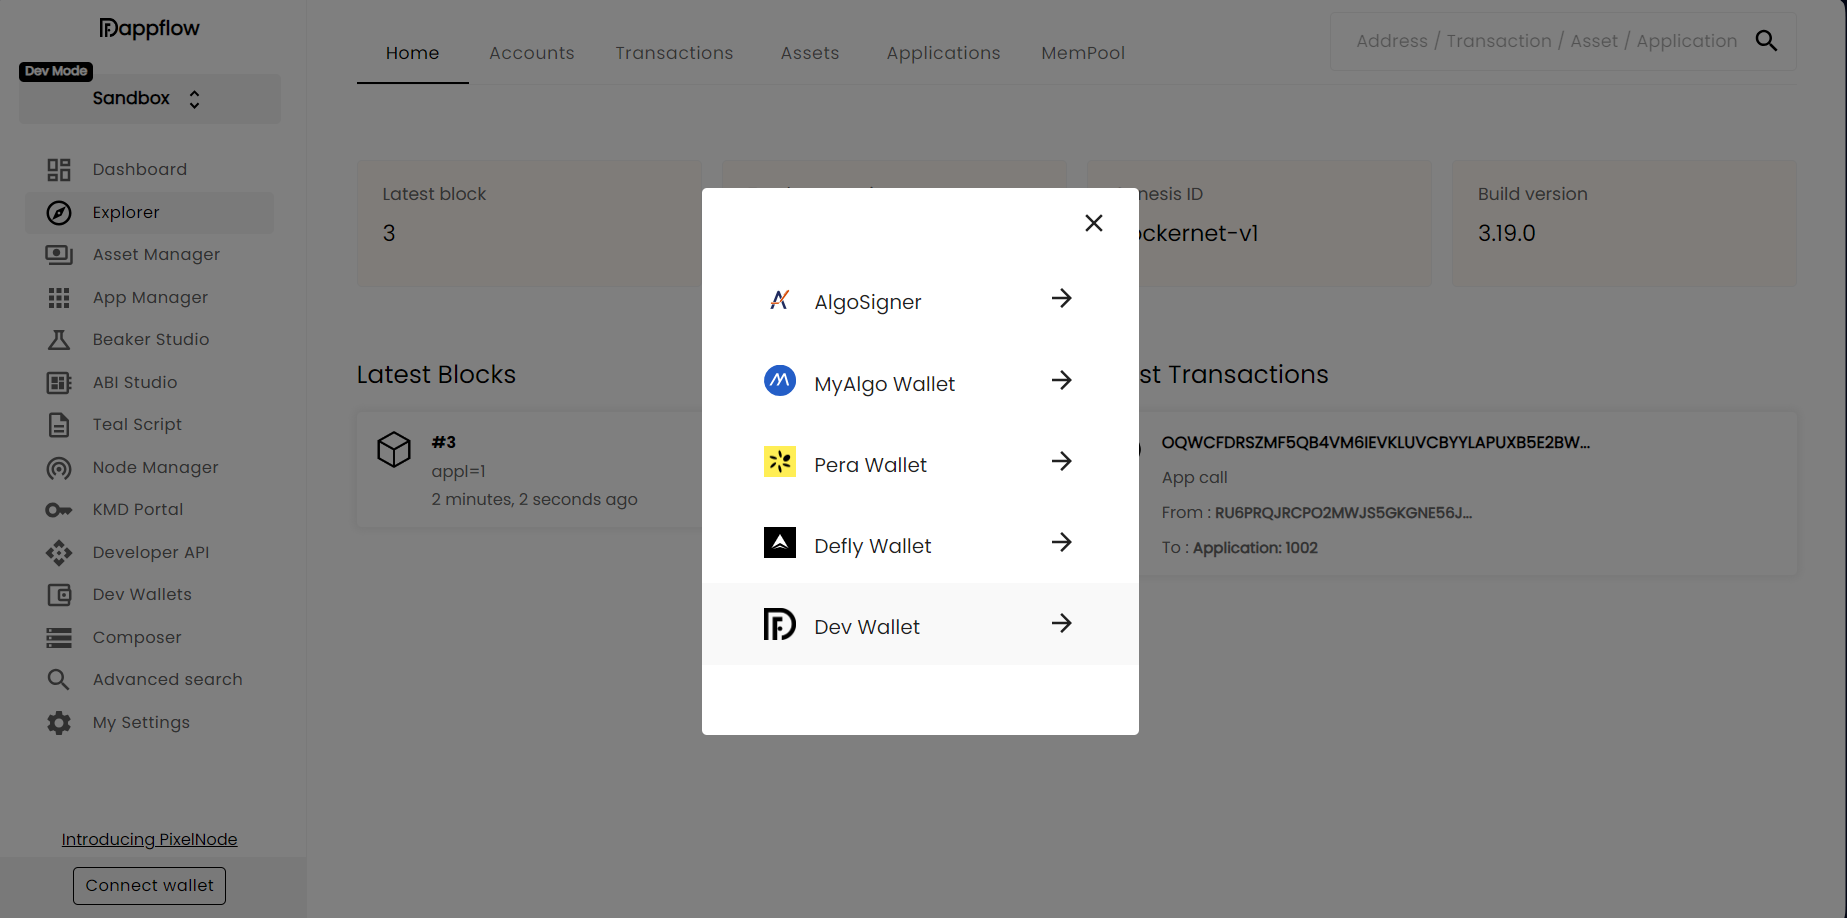 Dappflow
Dev Mode
Sandbox
Dashboard
Explorer
Asset Manager
App Manager
Beaker Studio
ABI Studio
Teal Script
Node Manager
KMD Portal
Developer API
Dev Wallets
Composer
Advanced search
My Settings
Introducing PixelNode
Connect wallet
Home Accounts Transactions Assets Applications MemPool
Address / Transaction / Asset / Application
Latest block
3
nesis ID
ockernet-v1
Build version
3.19.0
Latest Blocks
#3
appl=1
2 minutes, 2 seconds ago
st Transactions
OQWCFDRSZMF5QB4VM6IEVKLUVCBYYLAPUXB5E2BW...
App call
From : RU6PRQJRCPO2MWJS5GKGNE56J...
To : Application: 1002
AlgoSigner
MyAlgo Wallet
Pera Wallet
Defly Wallet
Dev Wallet